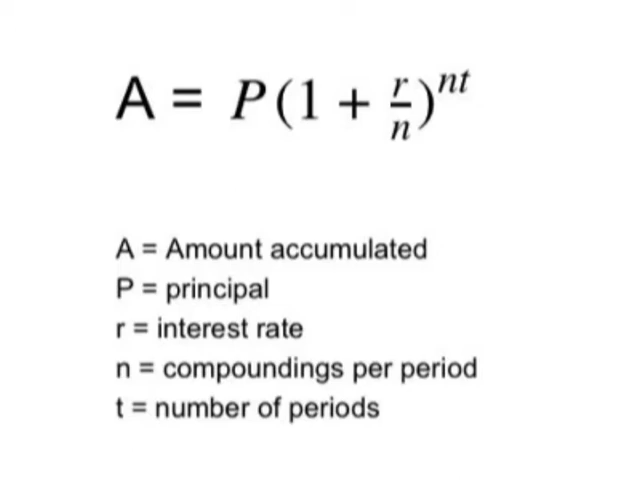 A = P(1 + r/n)^nt
A = Amount accumulated
P = principal
r = interest rate
n = compoundings per period
t = number of periods